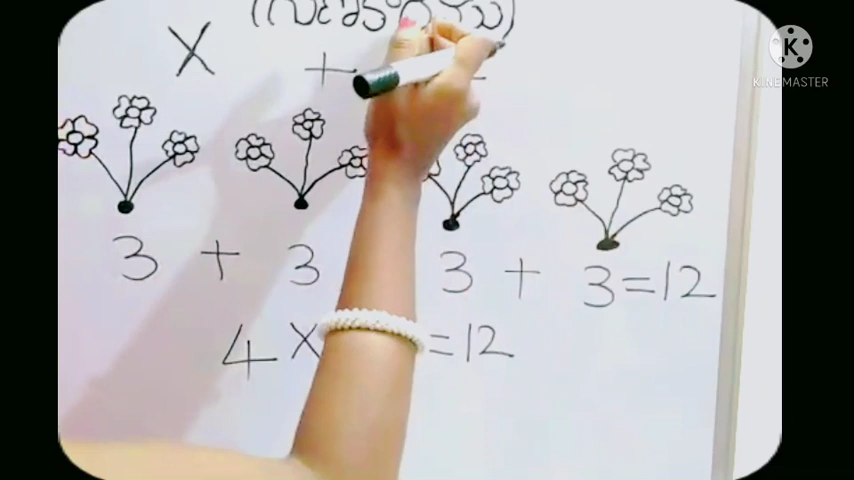 × +
K
KINEMASTER
3 + 3 3 + 3 = 12
4 × = 12